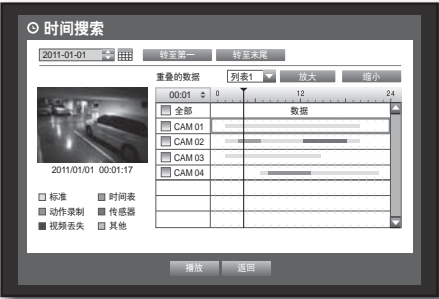 时间搜索
2011-01-01 转至第一 转至末尾
重叠的数据 列表1 放大 缩小
00:01 0 12 24
全部 数据
CAM 01
CAM 02
CAM 03
CAM 04
2011/01/01 00:01:17
标准 时间表
动作录制 传感器
视频丢失 其他
播放 返回